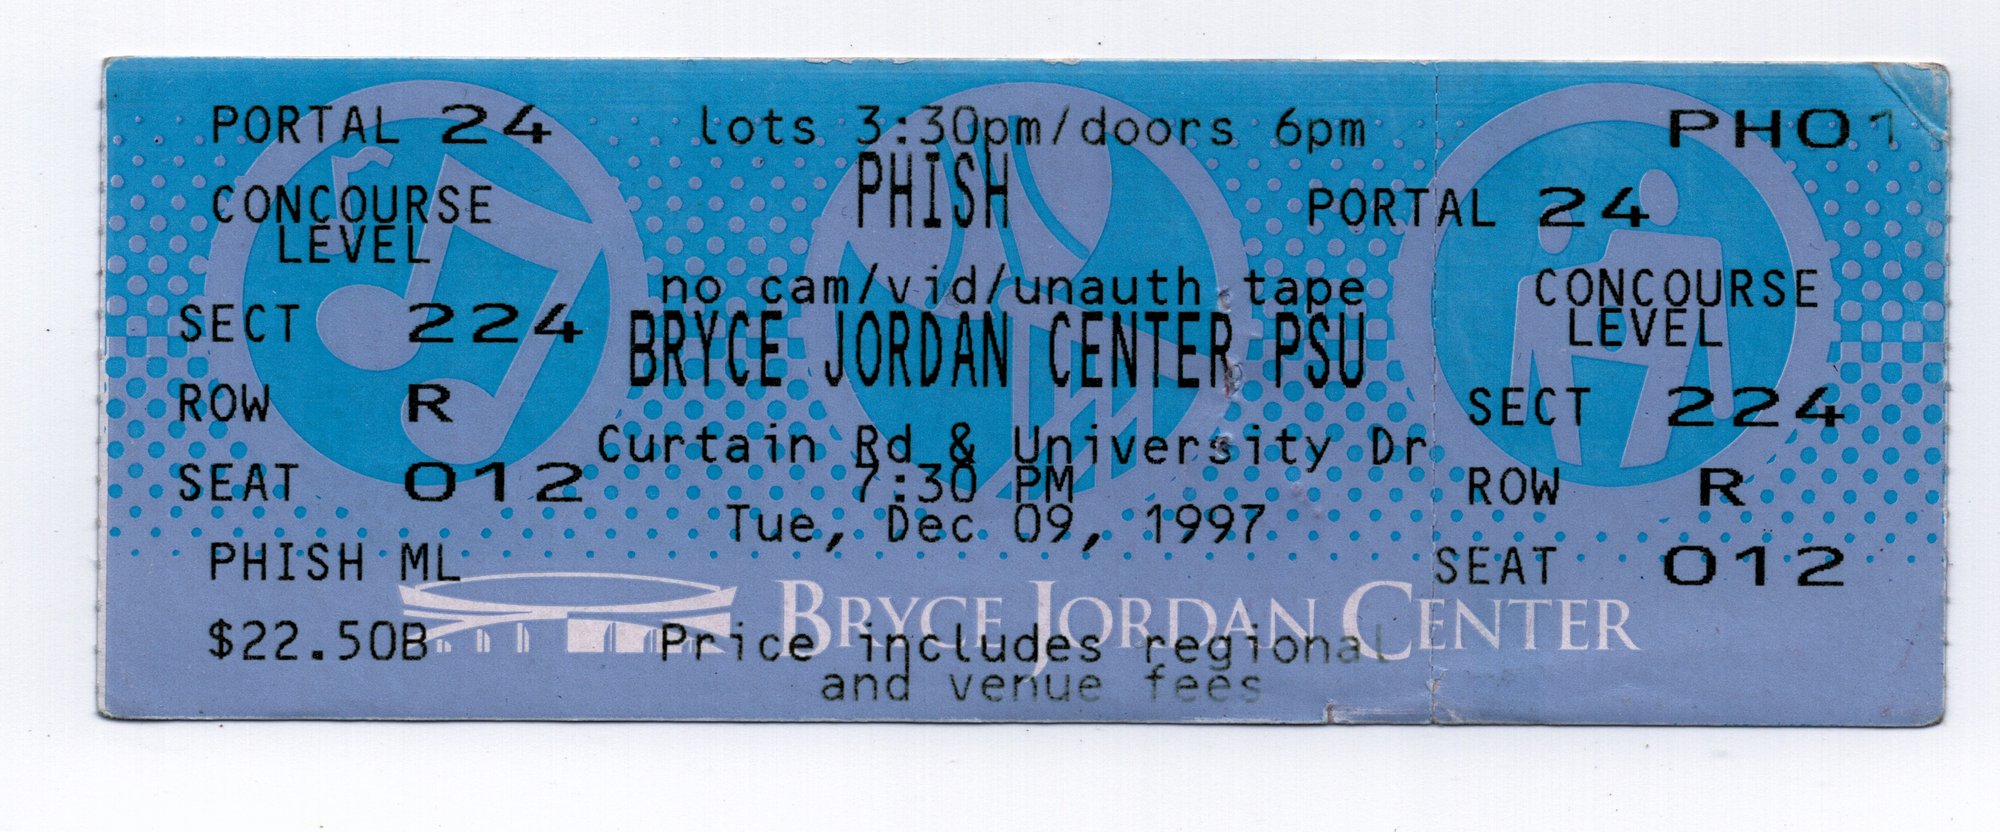 PORTAL 24
CONCOURSE
LEVEL
SECT 224
ROW R
SEAT 012
PHISH ML
$22.50B
lots 3:30pm/doors 6pm
PHISH
no cam/vid/unauth tape
BRYCE JORDAN CENTER PSU
Curtain Rd & University Dr
7:30 PM
Tue, Dec 09, 1997
BRYCE JORDAN CENTER
Price includes regional
and venue fees
PH01
PORTAL 24
CONCOURSE
LEVEL
SECT 224
ROW R
SEAT 012